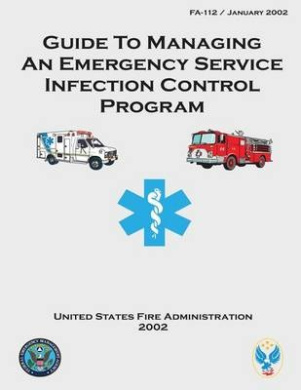 FA-112 / January 2002
Guide To Managing
An Emergency Service
Infection Control
Program
United States Fire Administration
2002